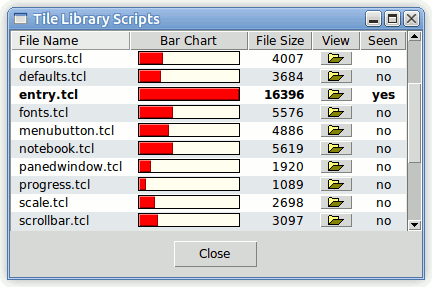 Tile Library Scripts
File Name Bar Chart File Size View Seen
cursors.tcl 4007 no
defaults.tcl 3684 no
entry.tcl 16396 yes
fonts.tcl 5576 no
menubutton.tcl 4886 no
notebook.tcl 5619 no
panedwindow.tcl 1920 no
progress.tcl 1089 no
scale.tcl 2698 no
scrollbar.tcl 3097 no
Close